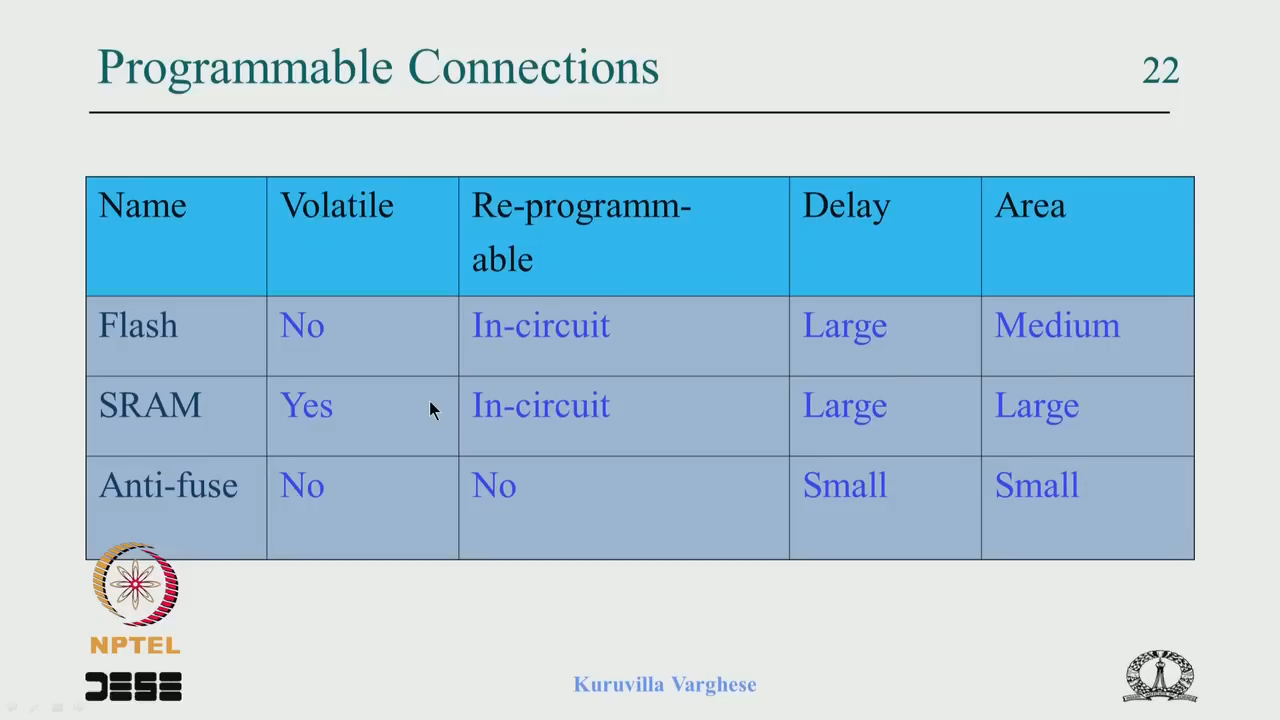 Programmable Connections 22
Name Volatile Re-programm- Delay Area
able
Flash No In-circuit Large Medium
SRAM Yes In-circuit Large Large
Anti-fuse No No Small Small
NPTEL
DESE
Kuruvilla Varghese